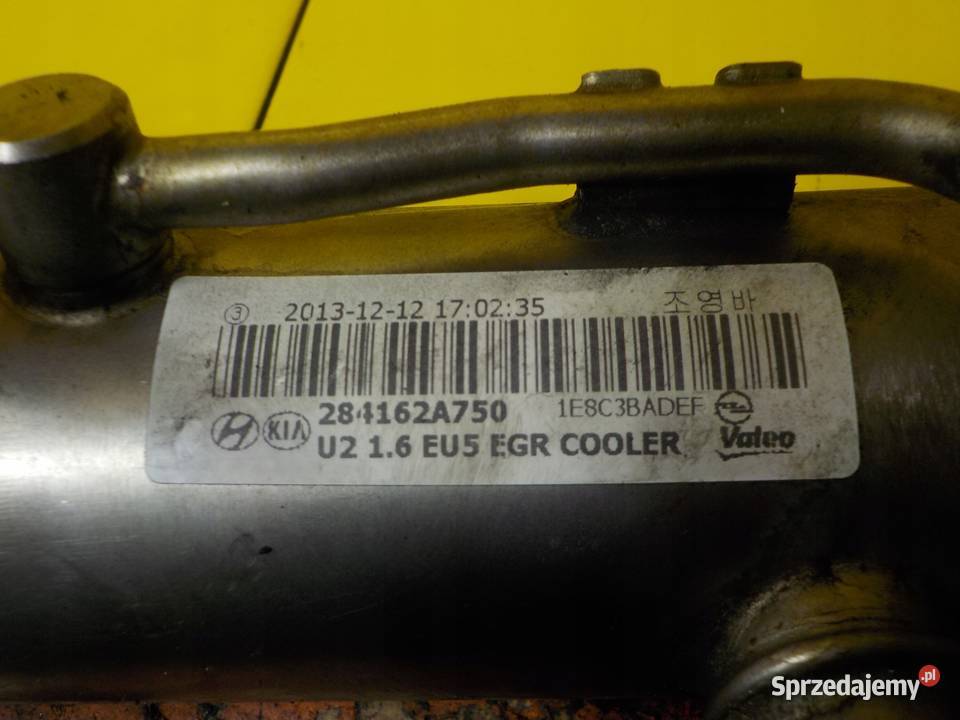 ③ 2013-12-12 17:02:35 조영바
284162A750 1E8C3BADEF
KIA
U2 1.6 EU5 EGR COOLER Valeo
Sprzedajemy.pl